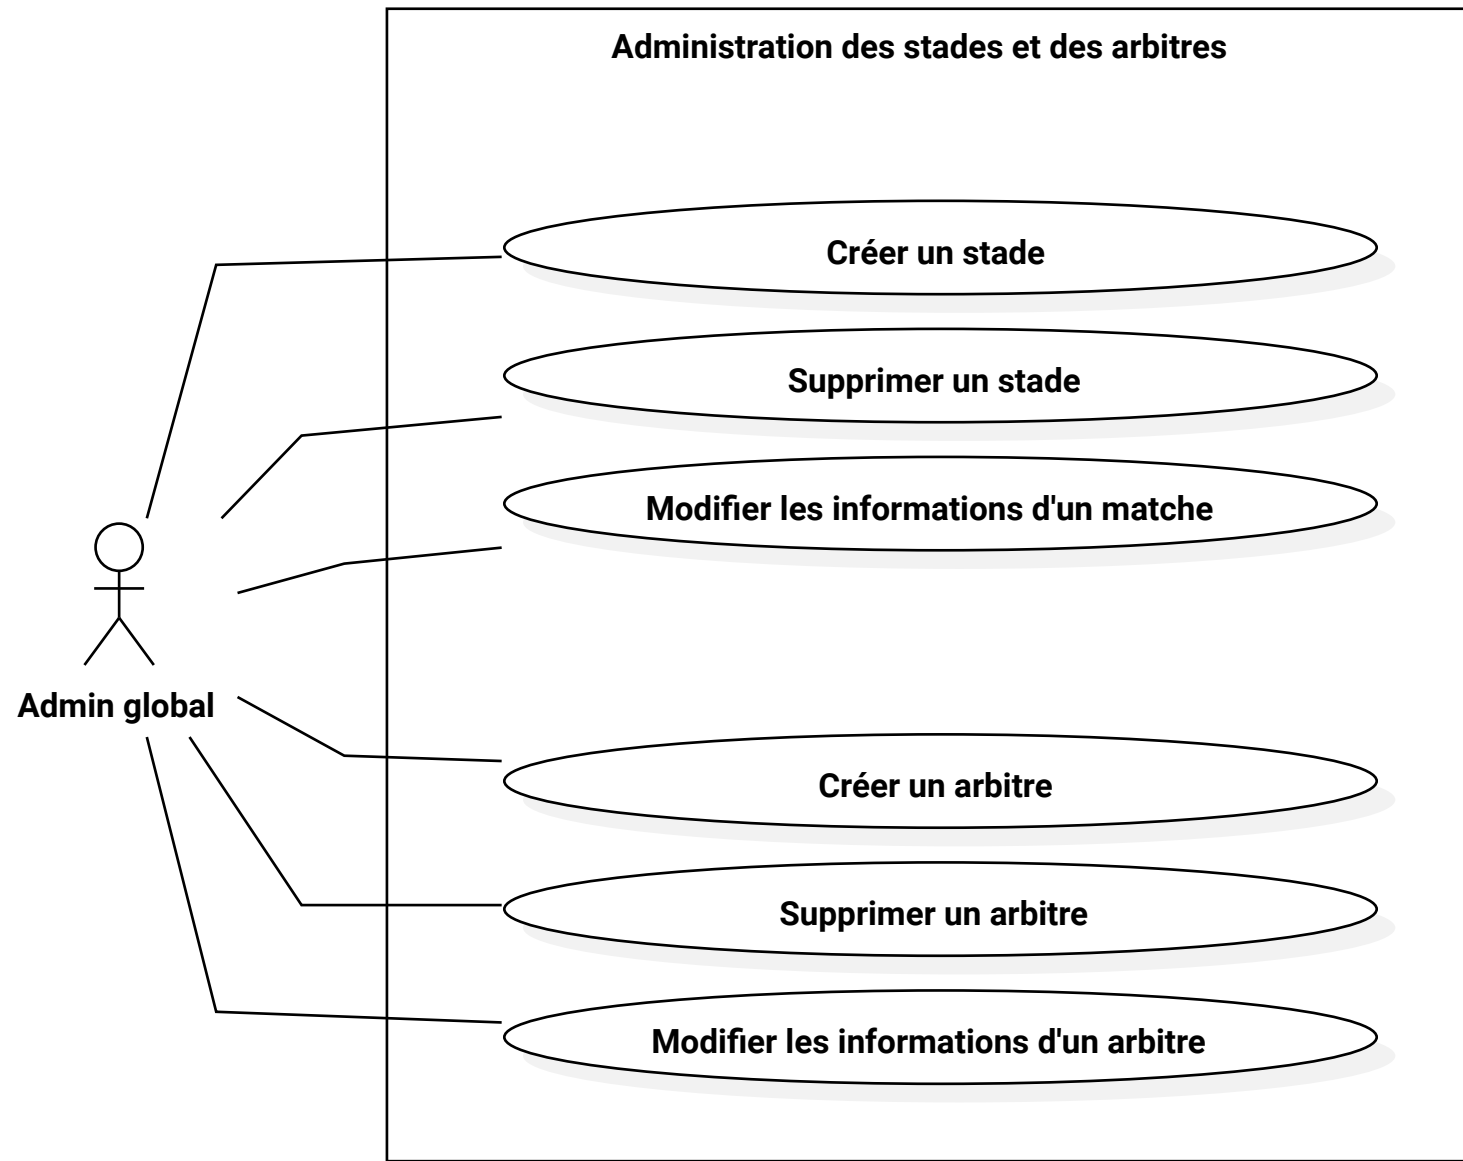 Administration des stades et des arbitres
Créer un stade
Supprimer un stade
Modifier les informations d'un matche
Admin global
Créer un arbitre
Supprimer un arbitre
Modifier les informations d'un arbitre